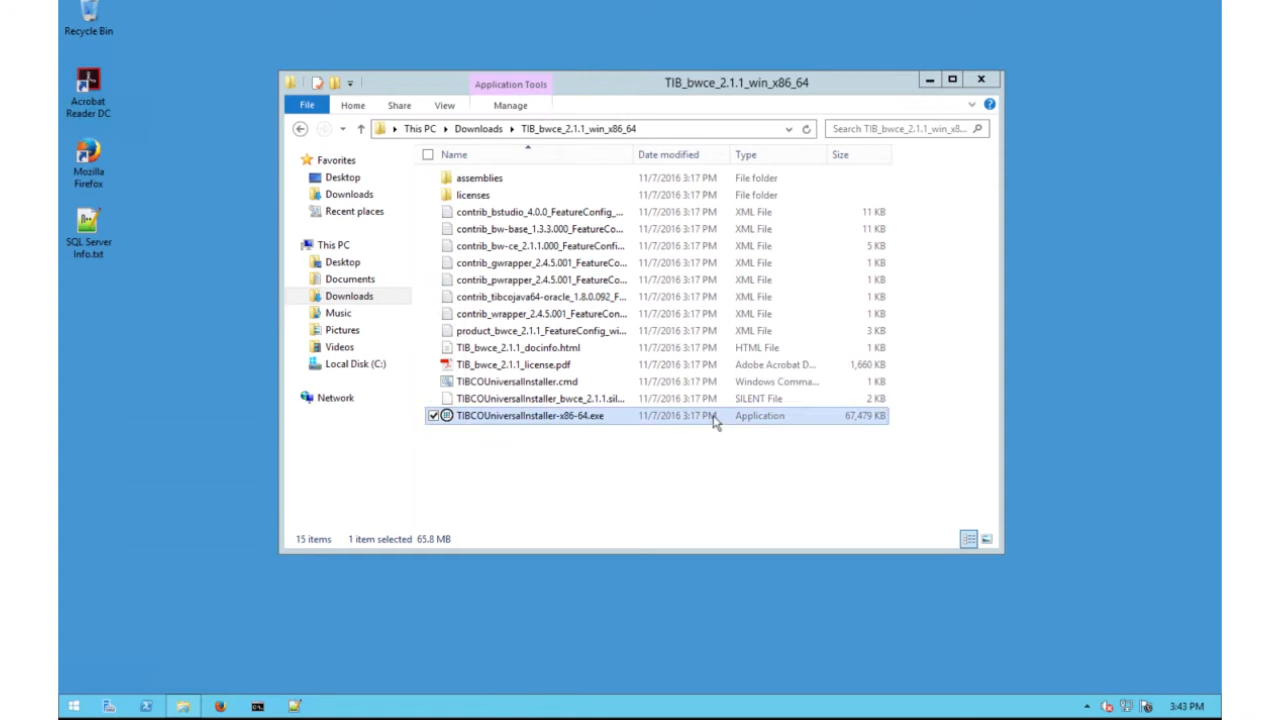 Recycle Bin
Acrobat
Reader DC
Mozilla
Firefox
SQL Server
Info.txt
Application Tools
TIB_bwce_2.1.1_win_x86_64
File
Home
Share
View
Manage
This PC
Downloads
TIB_bwce_2.1.1_win_x86_64
Search TIB_bwce_2.1.1_win_x8...
Favorites
Desktop
Downloads
Recent places
This PC
Desktop
Documents
Downloads
Music
Pictures
Videos
Local Disk (C:)
Network
Name Date modified Type Size
assemblies 11/7/2016 3:17 PM File folder
licenses 11/7/2016 3:17 PM File folder
contrib_bstudio_4.0.0_FeatureConfig_... 11/7/2016 3:17 PM XML File 11 KB
contrib_bw-base_1.3.3.000_FeatureCo... 11/7/2016 3:17 PM XML File 11 KB
contrib_bw-ce_2.1.1.000_FeatureConfi... 11/7/2016 3:17 PM XML File 5 KB
contrib_gwrapper_2.4.5.001_FeatureCo... 11/7/2016 3:17 PM XML File 1 KB
contrib_pwrapper_2.4.5.001_FeatureCo... 11/7/2016 3:17 PM XML File 1 KB
contrib_tibcojava64-oracle_1.8.0.092_F... 11/7/2016 3:17 PM XML File 1 KB
contrib_wrapper_2.4.5.001_FeatureCon... 11/7/2016 3:17 PM XML File 1 KB
product_bwce_2.1.1_FeatureConfig_wi... 11/7/2016 3:17 PM XML File 3 KB
TIB_bwce_2.1.1_docinfo.html 11/7/2016 3:17 PM HTML File 1 KB
TIB_bwce_2.1.1_license.pdf 11/7/2016 3:17 PM Adobe Acrobat D... 1,660 KB
TIBCOUniversalInstaller.cmd 11/7/2016 3:17 PM Windows Comma... 1 KB
TIBCOUniversalInstaller_bwce_2.1.1.sil... 11/7/2016 3:17 PM SILENT File 2 KB
TIBCOUniversalInstaller-x86-64.exe 11/7/2016 3:17 PM Application 67,479 KB
15 items 1 item selected 65.8 MB
3:43 PM